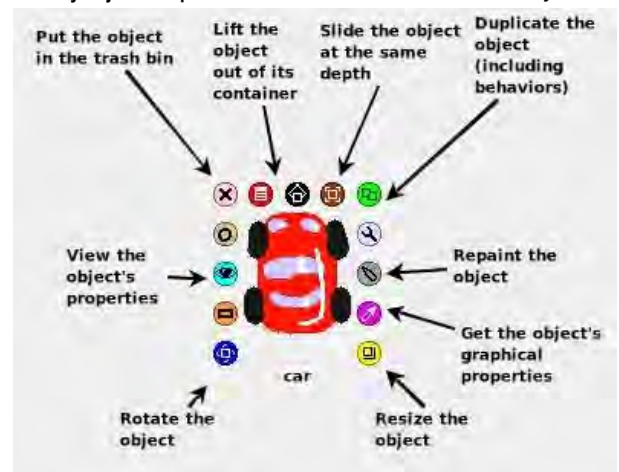 Put the object
in the trash bin
Lift the
object
out of its
container
Slide the object
at the same
depth
Duplicate the
object
(including
behaviors)
View the
object's
properties
Repaint the
object
Get the object's
graphical
properties
car
Rotate the
object
Resize the
object